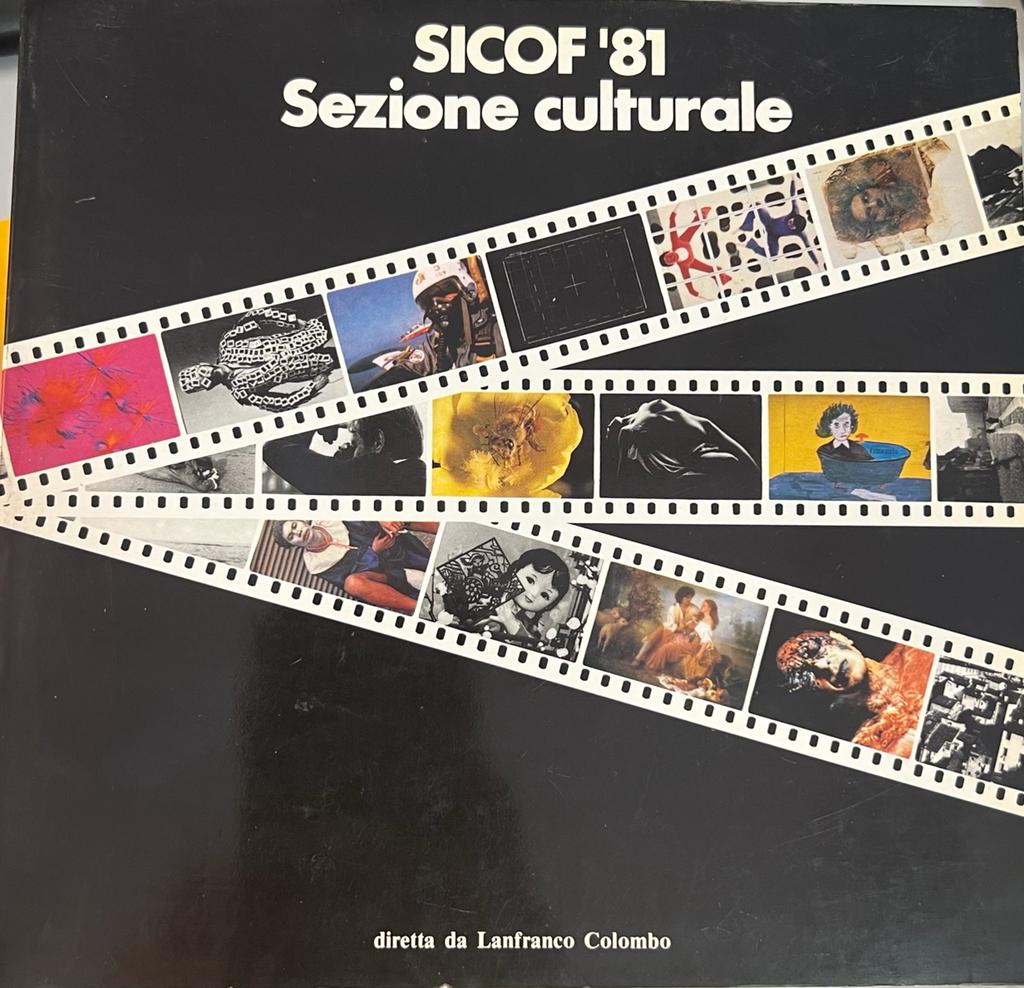 SICOF '81
Sezione culturale
diretta da Lanfranco Colombo